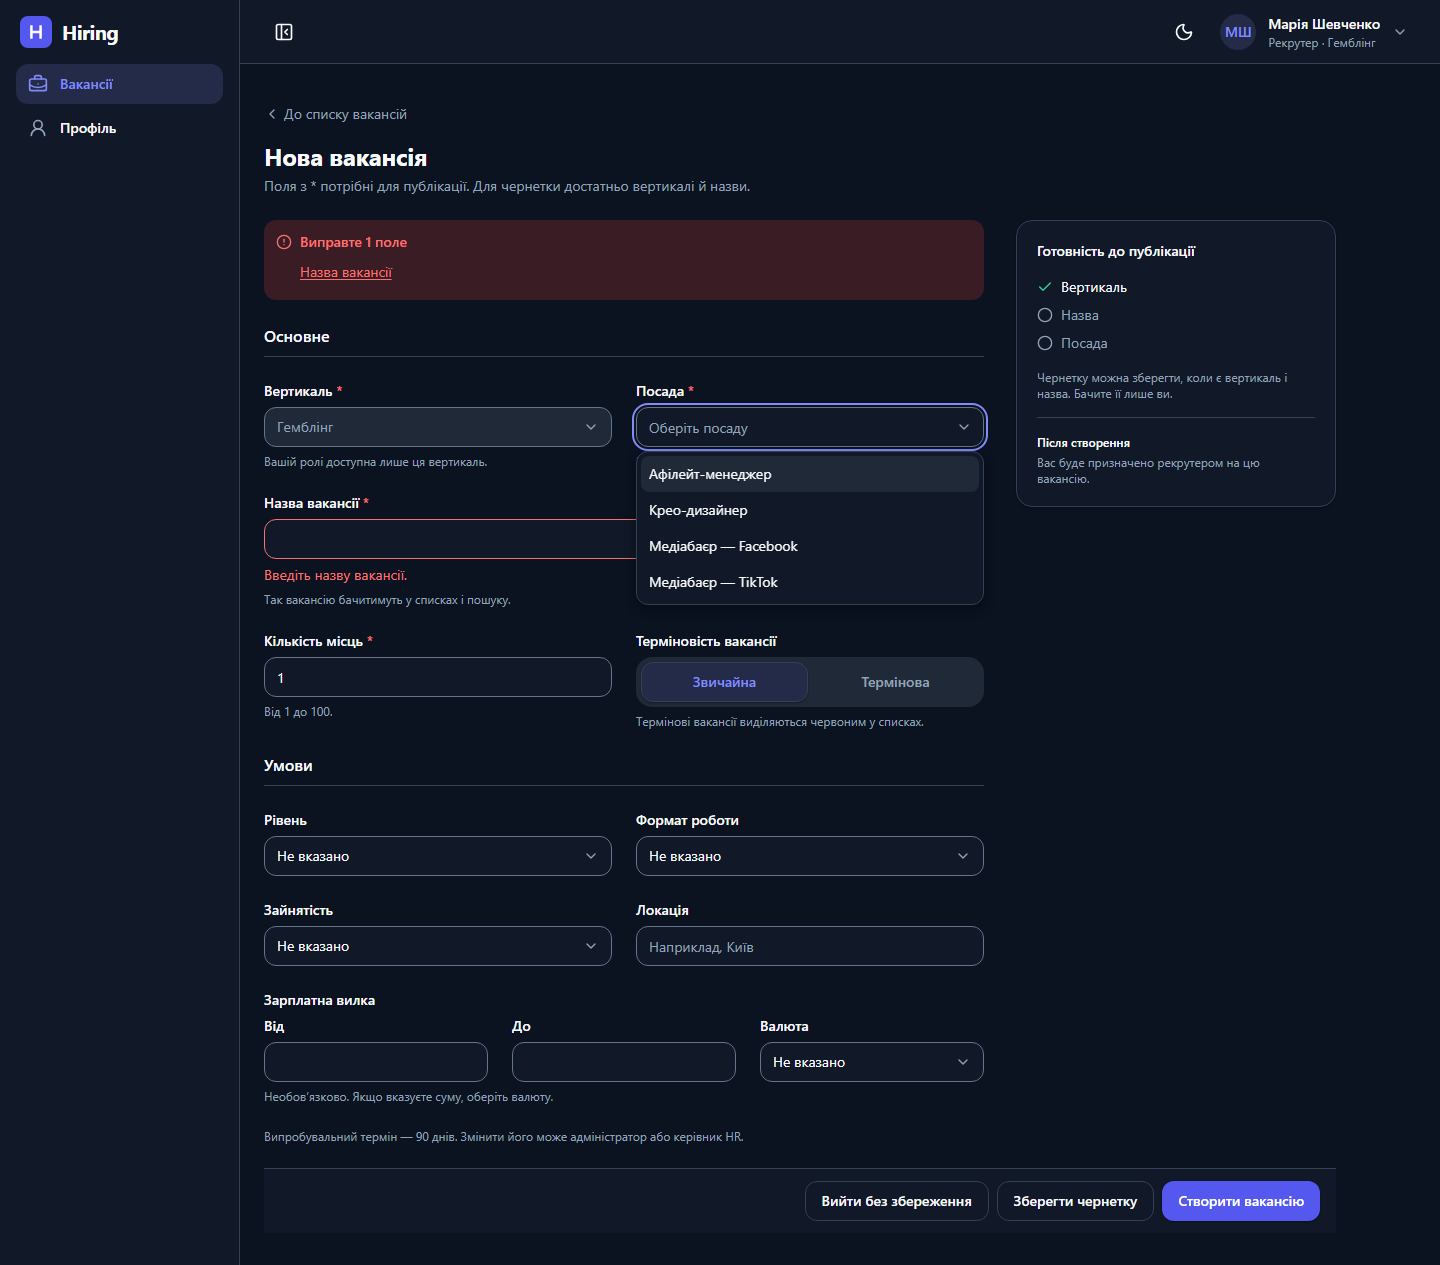 H Hiring
Вакансії
Профіль
МШ
Марія Шевченко
Рекрутер · Гемблінг
До списку вакансій
Нова вакансія
Поля з * потрібні для публікації. Для чернетки достатньо вертикалі й назви.
Виправте 1 поле
Назва вакансії
Основне
Вертикаль *
Гемблінг
Вашій ролі доступна лише ця вертикаль.
Посада *
Оберіть посаду
Афілейт-менеджер
Крео-дизайнер
Медіабаєр — Facebook
Медіабаєр — TikTok
Назва вакансії *
Введіть назву вакансії.
Так вакансію бачитимуть у списках і пошуку.
Кількість місць *
1
Від 1 до 100.
Терміновість вакансії
Звичайна
Термінова
Термінові вакансії виділяються червоним у списках.
Умови
Рівень
Не вказано
Формат роботи
Не вказано
Зайнятість
Не вказано
Локація
Наприклад, Київ
Зарплатна вилка
Від
До
Валюта
Не вказано
Необов'язково. Якщо вказуєте суму, оберіть валюту.
Випробувальний термін — 90 днів. Змінити його може адміністратор або керівник HR.
Вийти без збереження
Зберегти чернетку
Створити вакансію
Готовність до публікації
Вертикаль
Назва
Посада
Чернетку можна зберегти, коли є вертикаль і
назва. Бачите її лише ви.
Після створення
Вас буде призначено рекрутером на цю
вакансію.